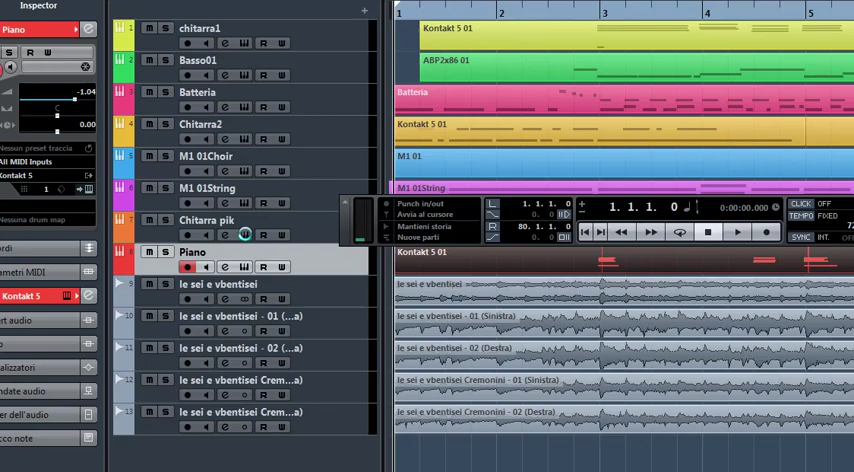 Inspector
Piano
S R W
-1.04
C
0.00
Nessun preset traccia
All MIDI Inputs
Kontakt 5
1
Nessuna drum map
ordi
rametri MIDI
Kontakt 5
ert audio
alizzatori
ndate audio
er dell'audio
cco note
+
1 m S chitarra1
e R W
2 m S Basso01
e R W
3 m S Batteria
e R W
4 m S Chitarra2
e R W
5 m S M1 01Choir
e R W
6 m S M1 01String
e R W
7 m S Chitarra pik
e R W
8 m S Piano
e R W
9 m S le sei e vbentisei
e R W
10 m S le sei e vbentisei - 01 (...a)
e R W
11 m S le sei e vbentisei - 02 (...a)
e R W
12 m S le sei e vbentisei Crem...a)
e R W
13 m S le sei e vbentisei Crem...a)
e R W
1 2 3 4 5
Kontakt 5 01
ABP2x86 01
Batteria
Kontakt 5 01
M1 01
M1 01String
Punch in/out
Avvia al cursore
Mantieni storia
Nuove parti
L 1. 1. 1. 0
0. 0. 0
R 80. 1. 1. 0
0. 0. 0
1. 1. 1. 0
0:00:00.000
CLICK OFF
TEMPO FIXED
72
SYNC INT.
Kontakt 5 01
le sei e vbentisei
le sei e vbentisei - 01 (Sinistra)
le sei e vbentisei - 02 (Destra)
le sei e vbentisei Cremonini - 01 (Sinistra)
le sei e vbentisei Cremonini - 02 (Destra)